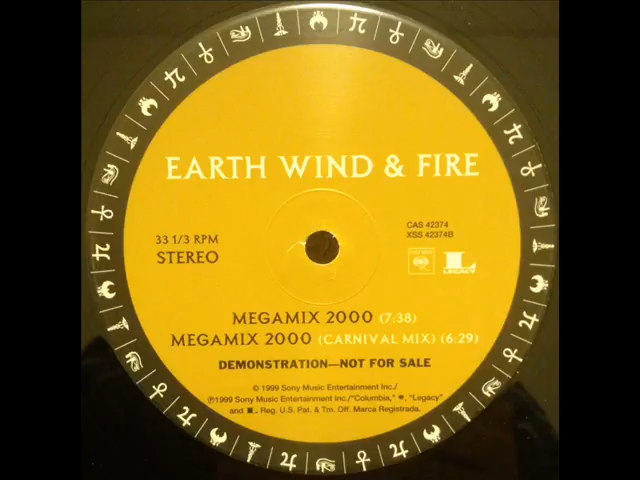 EARTH WIND & FIRE
33 1/3 RPM
STEREO
CAS 42374
XSS 42374B
LEGACY
MEGAMIX 2000 (7:38)
MEGAMIX 2000 (CARNIVAL MIX) (6:29)
DEMONSTRATION—NOT FOR SALE
© 1999 Sony Music Entertainment Inc./
℗1999 Sony Music Entertainment Inc./"Columbia," , "Legacy"
and L Reg. U.S. Pat. & Tm. Off. Marca Registrada.